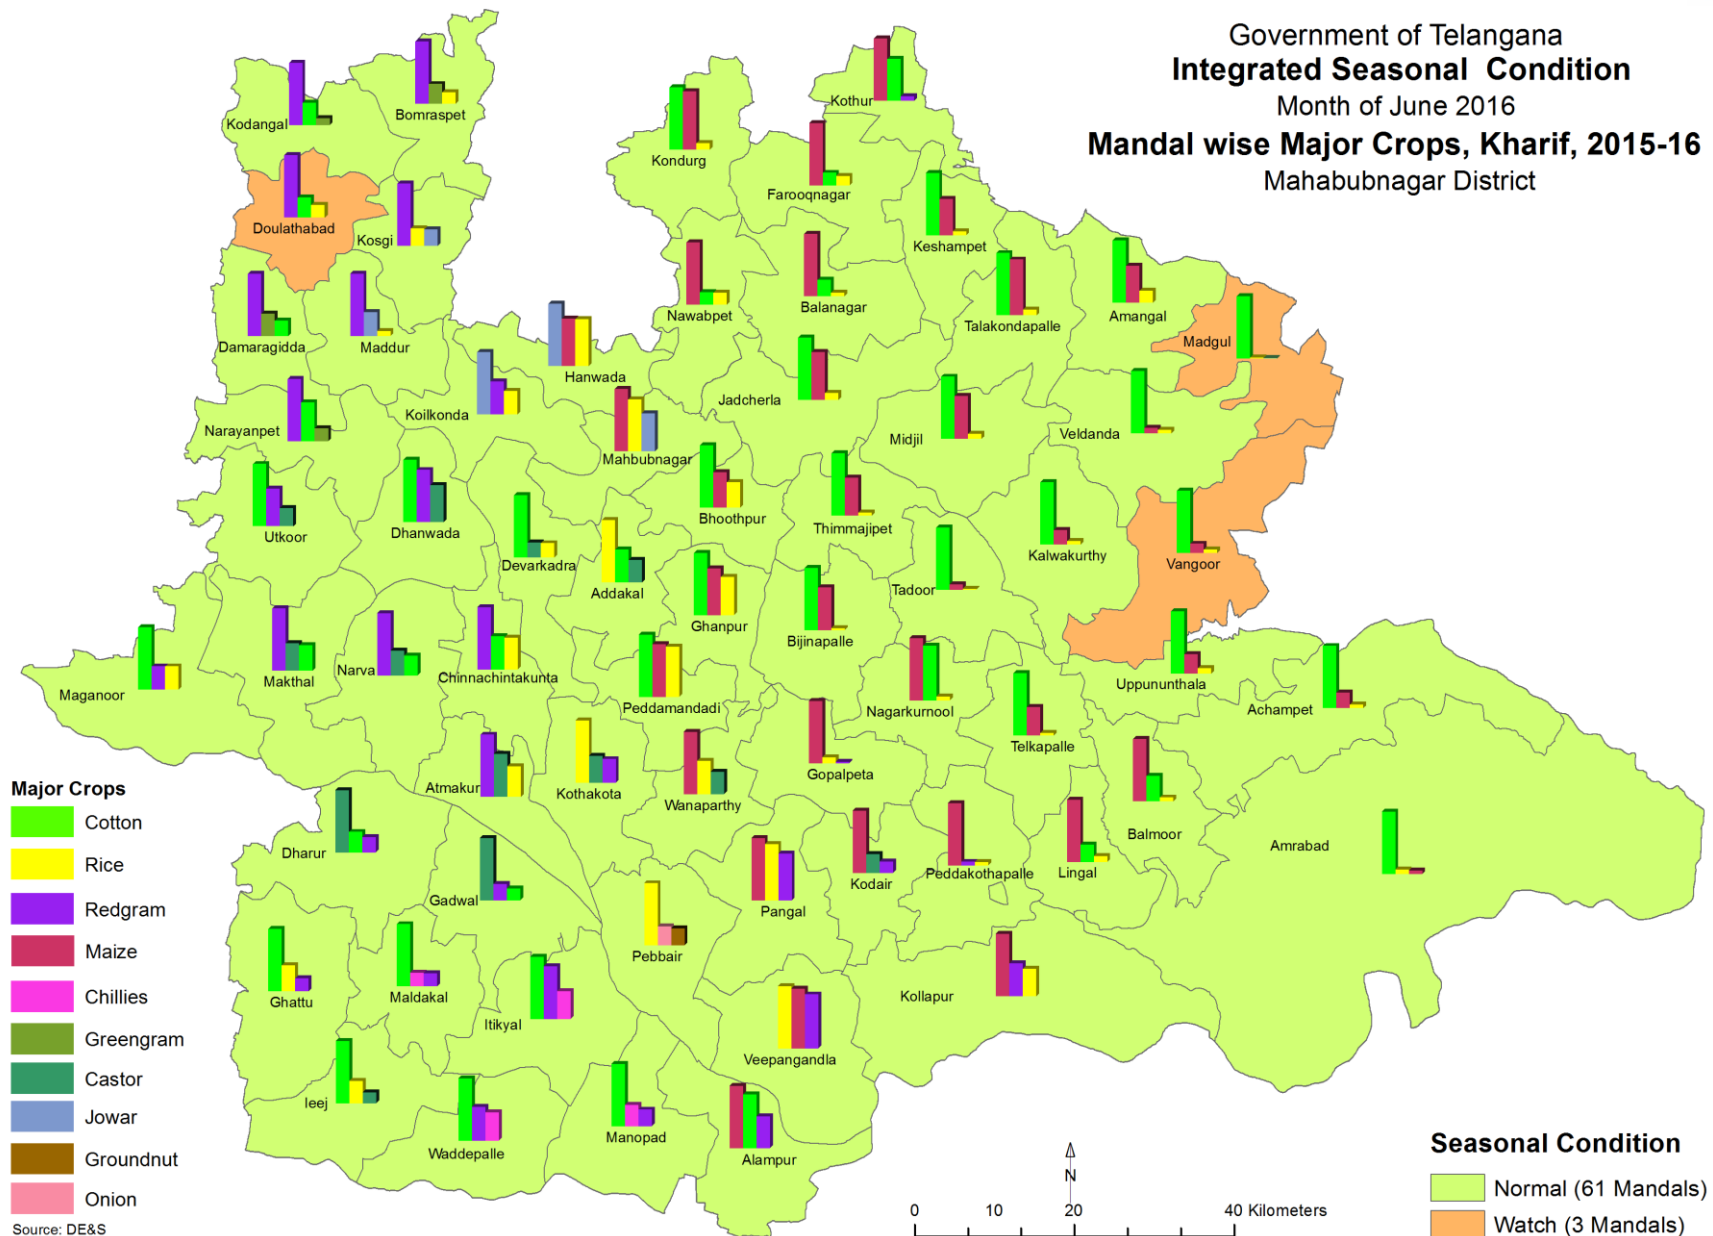 Government of Telangana
Integrated Seasonal Condition
Month of June 2016
Mandal wise Major Crops, Kharif, 2015-16
Mahabubnagar District
Kodangal
Bomraspet
Kothur
Kondurg
Farooqnagar
Doulathabad
Kosgi
Keshampet
Damaragidda
Maddur
Nawabpet
Balanagar
Talakondapalle
Amangal
Madgul
Hanwada
Koilkonda
Jadcherla
Narayanpet
Mahbubnagar
Midjil
Veldanda
Utkoor
Dhanwada
Devarkadra
Bhoothpur
Thimmajipet
Kalwakurthy
Vangoor
Addakal
Tadoor
Ghanpur
Bijinapalle
Maganoor
Makthal
Narva
Chinnachintakunta
Peddamandadi
Nagarkurnool
Uppununthala
Achampet
Telkapalle
Atmakur
Kothakota
Wanaparthy
Gopalpeta
Balmoor
Amrabad
Dharur
Gadwal
Pangal
Kodair
Peddakothapalle
Lingal
Pebbair
Ghattu
Maldakal
Itikyal
Kollapur
Veepangandla
Ieej
Waddepalle
Manopad
Alampur
Major Crops
Cotton
Rice
Redgram
Maize
Chillies
Greengram
Castor
Jowar
Groundnut
Onion
Source: DE&S
N
0 10 20 40 Kilometers
Seasonal Condition
Normal (61 Mandals)
Watch (3 Mandals)